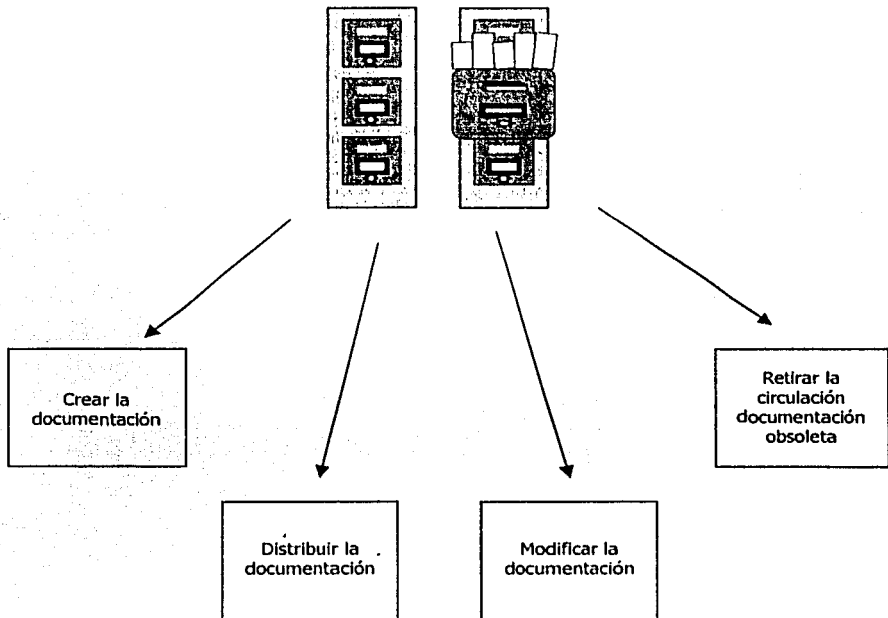 Crear la
documentación
Distribuir la
documentación
Modificar la
documentación
Retirar la
circulación
documentación
obsoleta